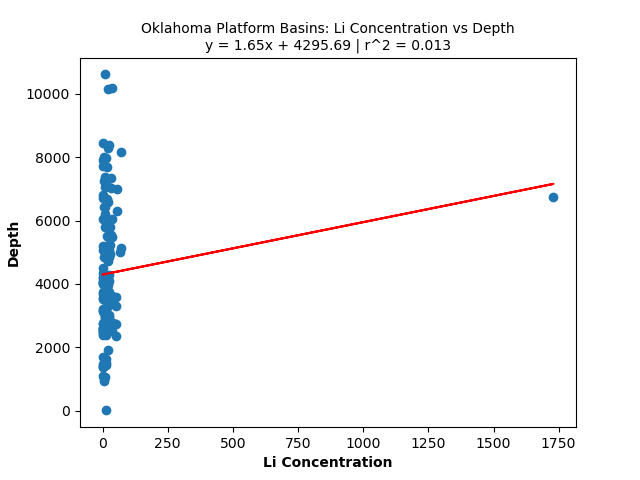 Oklahoma Platform Basins: Li Concentration vs Depth
y = 1.65x + 4295.69 | r^2 = 0.013
10000
8000
6000
4000
2000
0
Depth
0 250 500 750 1000 1250 1500 1750
Li Concentration